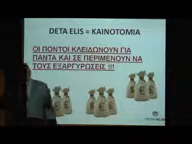 DETA ELIS = ΚΑΙΝΟΤΟΜΙΑ
ΟΙ ΠΟΝΤΟΙ ΚΛΕΙΔΩΝΟΥΝ ΓΙΑ
ΠΑΝΤΑ ΚΑΙ ΣΕ ΠΕΡΙΜΕΝΟΥΝ ΝΑ
ΤΟΥΣ ΕΞΑΡΓΥΡΩΣΕΙΣ !!!